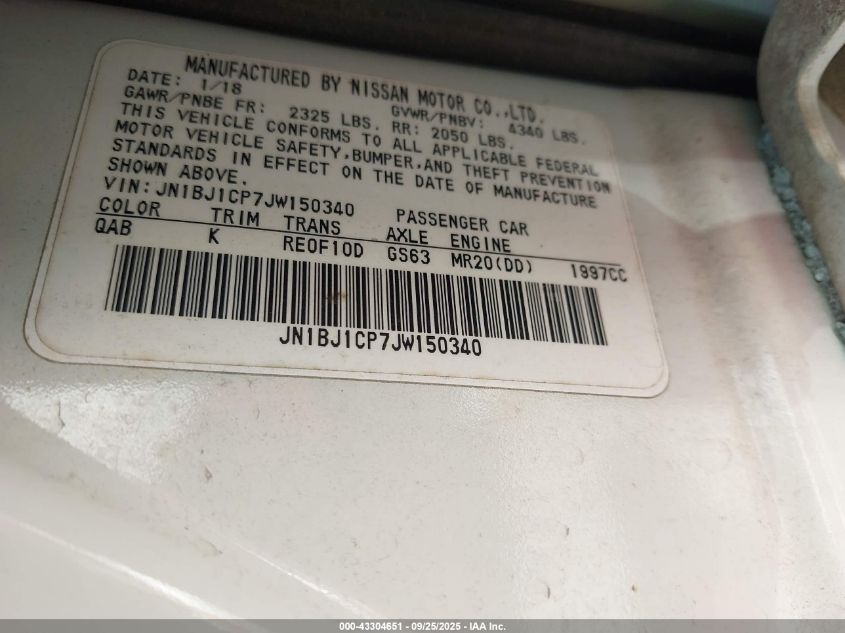 MANUFACTURED BY NISSAN MOTOR CO.,LTD.
DATE: 1/18 GVWR/PNBV: 4340 LBS.
GAWR/PNBE FR: 2325 LBS. RR: 2050 LBS.
THIS VEHICLE CONFORMS TO ALL APPLICABLE FEDERAL
MOTOR VEHICLE SAFETY,BUMPER,AND THEFT PREVENTION
STANDARDS IN EFFECT ON THE DATE OF MANUFACTURE
SHOWN ABOVE.
VIN:JN1BJ1CP7JW150340 PASSENGER CAR
COLOR TRIM TRANS AXLE ENGINE
QAB K RE0F10D GS63 MR20(DD) 1997CC
JN1BJ1CP7JW150340
000-43304651 - 09/25/2025 - IAA Inc.